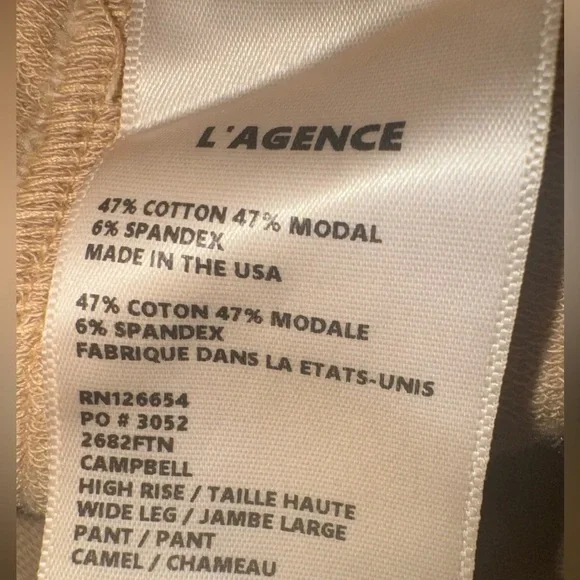 L'AGENCE
47% COTTON 47% MODAL
6% SPANDEX
MADE IN THE USA
47% COTON 47% MODALE
6% SPANDEX
FABRIQUE DANS LA ETATS-UNIS
RN126654
PO # 3052
2682FTN
CAMPBELL
HIGH RISE / TAILLE HAUTE
WIDE LEG / JAMBE LARGE
PANT / PANT
CAMEL / CHAMEAU